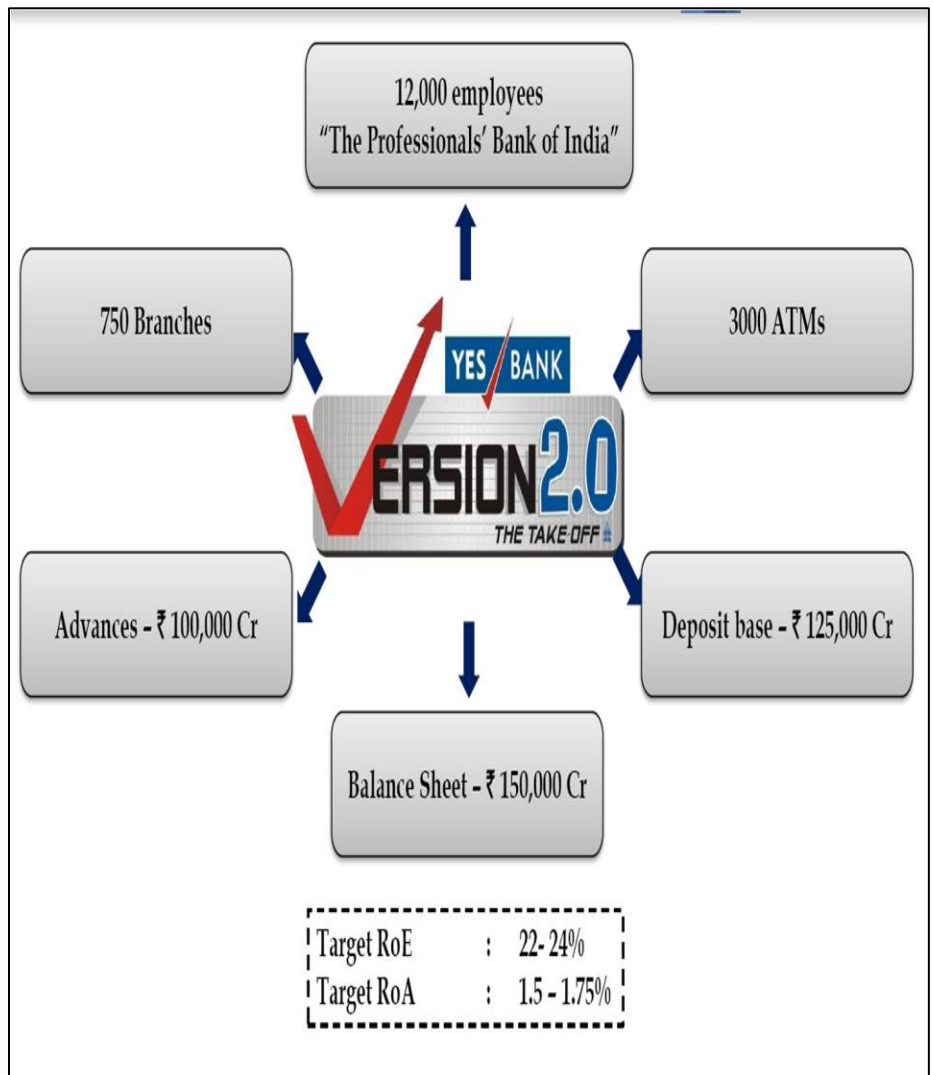 12,000 employees
“The Professionals’ Bank of India”
750 Branches
3000 ATMs
YES BANK
VERSION 2.0
THE TAKE OFF
Advances – ₹ 100,000 Cr
Deposit base – ₹ 125,000 Cr
Balance Sheet – ₹ 150,000 Cr
Target RoE : 22- 24%
Target RoA : 1.5 – 1.75%